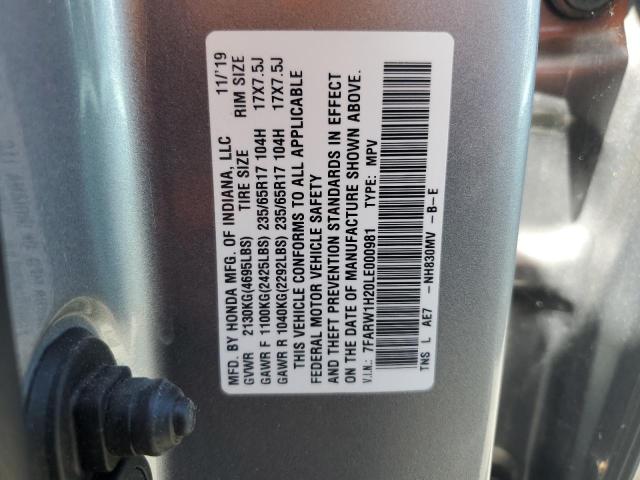 MFD. BY HONDA MFG. OF INDIANA, LLC 11/'19
GVWR 2130KG(4695LBS) TIRE SIZE RIM SIZE
GAWR F 1100KG(2425LBS) 235/65R17 104H 17X7.5J
GAWR R 1040KG(2292LBS) 235/65R17 104H 17X7.5J
THIS VEHICLE CONFORMS TO ALL APPLICABLE
FEDERAL MOTOR VEHICLE SAFETY
AND THEFT PREVENTION STANDARDS IN EFFECT
ON THE DATE OF MANUFACTURE SHOWN ABOVE.
V.I.N.: 7FARW1H20LE000981 TYPE: MPV
TNS L AE7 -NH830MV -B-E